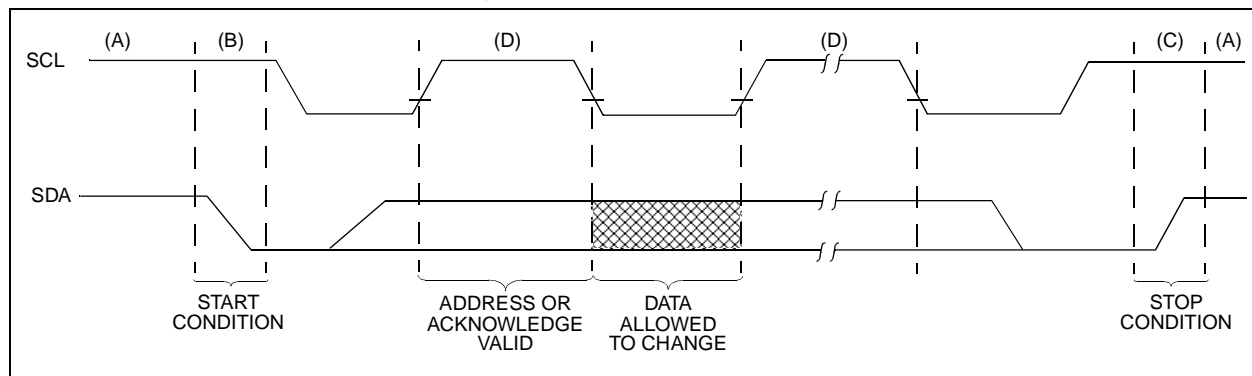 (A) (B) (D) (D) (C) (A)
SCL
SDA
START
CONDITION
ADDRESS OR
ACKNOWLEDGE
VALID
DATA
ALLOWED
TO CHANGE
STOP
CONDITION